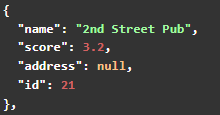 {
  "name": "2nd Street Pub",
  "score": 3.2,
  "address": null,
  "id": 21
},